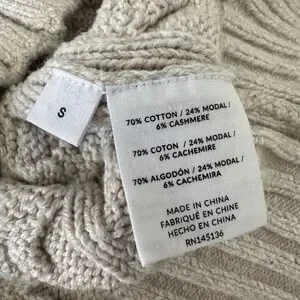 S
70% COTTON / 24% MODAL /
6% CASHMERE
70% COTON / 24% MODAL /
6% CACHEMIRE
70% ALGODÓN / 24% MODAL /
6% CACHEMIRA
MADE IN CHINA
FABRIQUÉ EN CHINE
HECHO EN CHINA
RN145136